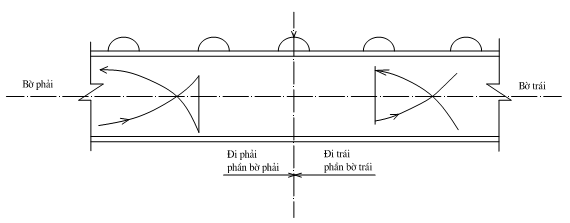 Bờ phải
Bờ trái
Đi phải
phần bờ phải
Đi trái
phần bờ trái